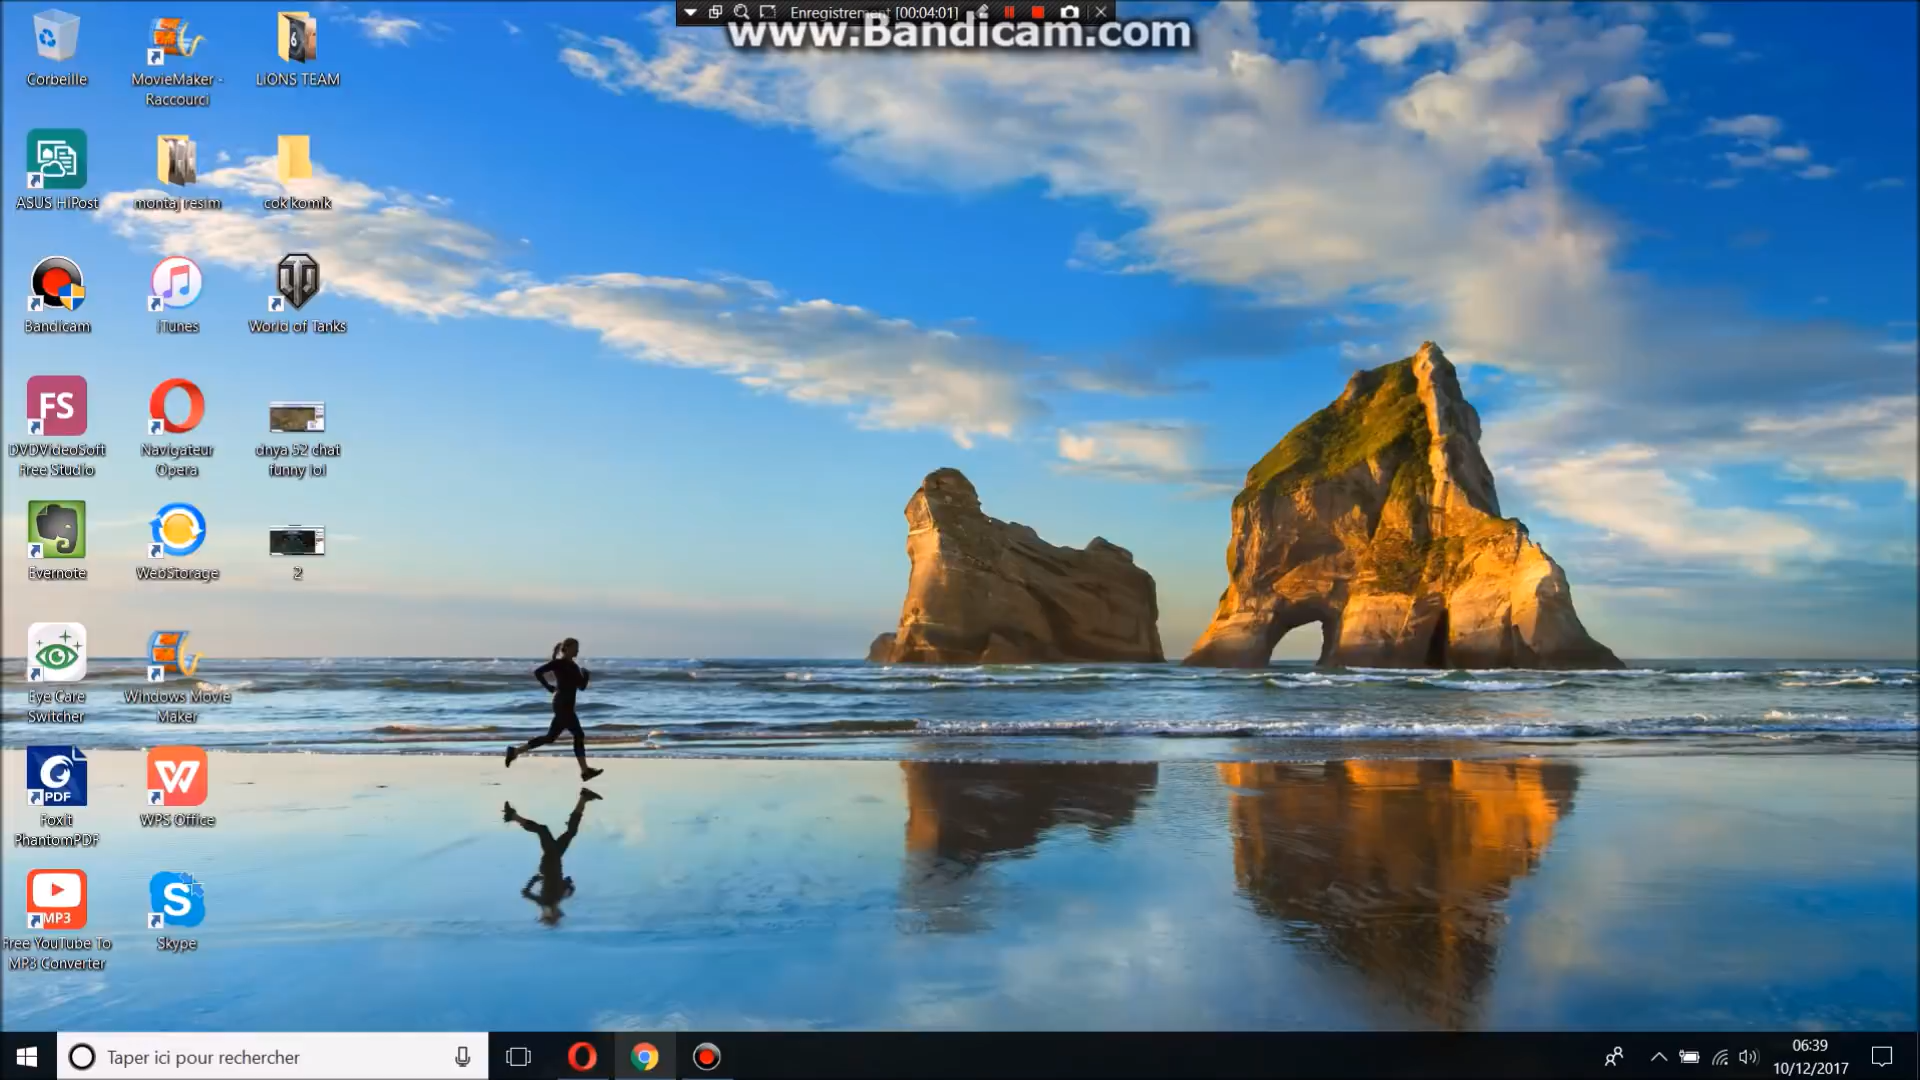 Enregistrement [00:04:01]
www.Bandicam.com
Corbeille
MovieMaker -
Raccourci
LiONS TEAM
ASUS HiPost
montaj resim
cok komik
Bandicam
iTunes
World of Tanks
FS
DVDVideoSoft
Free Studio
Navigateur
Opera
dnya 52 chat
funny lol
Evernote
WebStorage
2
Eye Care
Switcher
Windows Movie
Maker
PDF
Foxit
PhantomPDF
W
WPS Office
MP3
Free YouTube To
MP3 Converter
S
Skype
Taper ici pour rechercher
06:39
10/12/2017